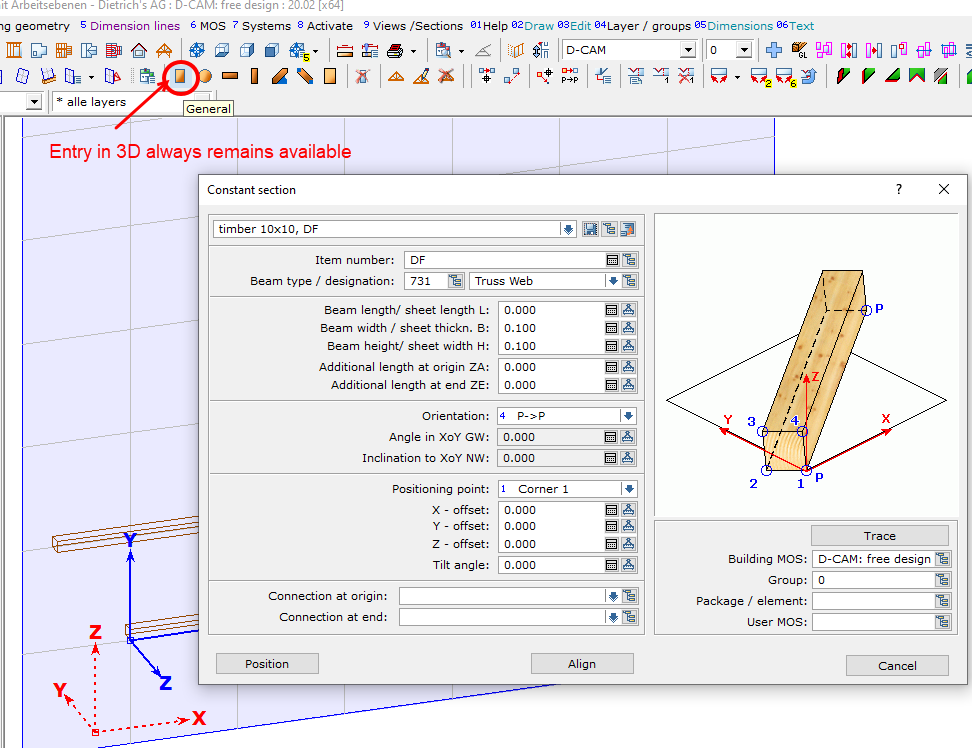 it Arbeitsebenen - Dietrich's AG : D-CAM: free design : 20.02 [x64]
ng geometry 5 Dimension lines 6 MOS 7 Systems 8 Activate 9 Views /Sections 01Help 02Draw 03Edit 04Layer / groups 05Dimensions 06Text
5 GL D-CAM 0
2 6
* alle layers
General
Entry in 3D always remains available
Constant section ?
timber 10x10, DF
Item number: DF
Beam type / designation: 731 Truss Web
Beam length/ sheet length L: 0.000
Beam width / sheet thickn. B: 0.100
Beam height/ sheet width H: 0.100
Additional length at origin ZA: 0.000
Additional length at end ZE: 0.000
Orientation: 4 P->P
Angle in XoY GW: 0.000
Inclination to XoY NW: 0.000
Positioning point: 1 Corner 1
X - offset: 0.000
Y - offset: 0.000
Z - offset: 0.000
Tilt angle: 0.000
Connection at origin:
Connection at end:
Position Align Cancel
P
Z
Y X
3 4
2 1 P
Trace
Building MOS: D-CAM: free design
Group: 0
Package / element:
User MOS:
Y
Z
Z
Y
X